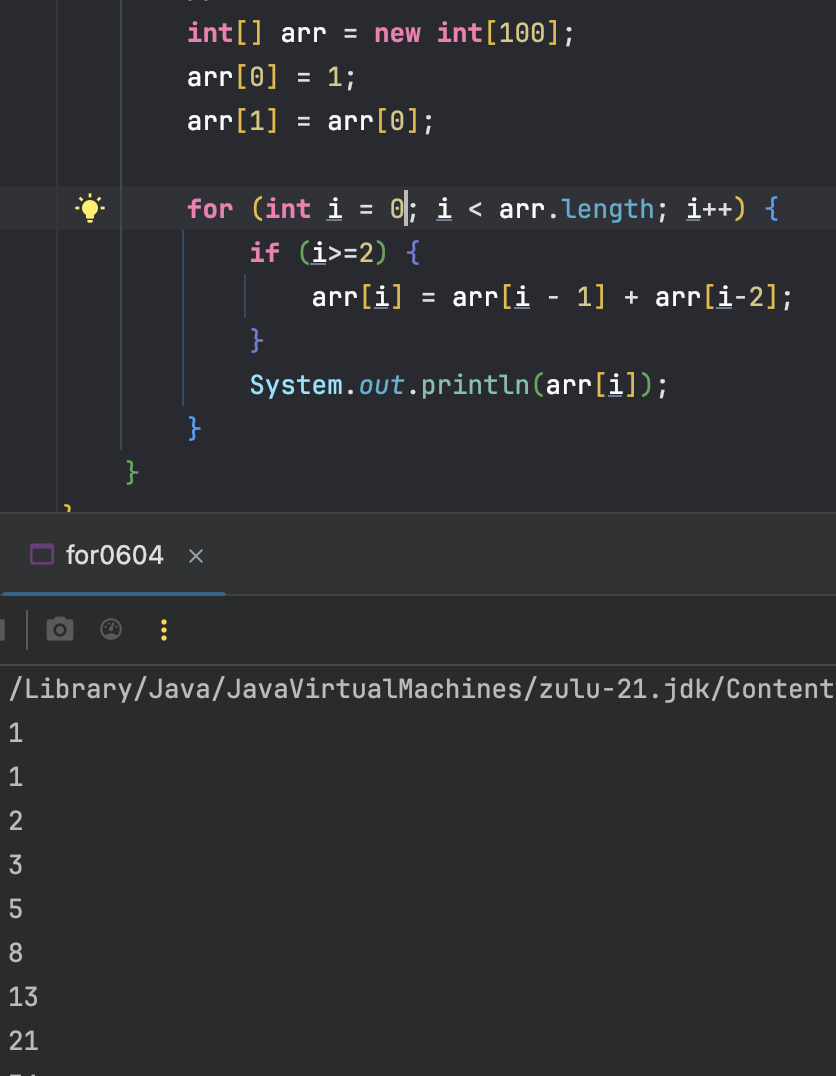 int[] arr = new int[100];
arr[0] = 1;
arr[1] = arr[0];
for (int i = 0; i < arr.length; i++) {
if (i>=2) {
arr[i] = arr[i - 1] + arr[i-2];
}
System.out.println(arr[i]);
}
}
}
for0604 ×
/Library/Java/JavaVirtualMachines/zulu-21.jdk/Content
1
1
2
3
5
8
13
21